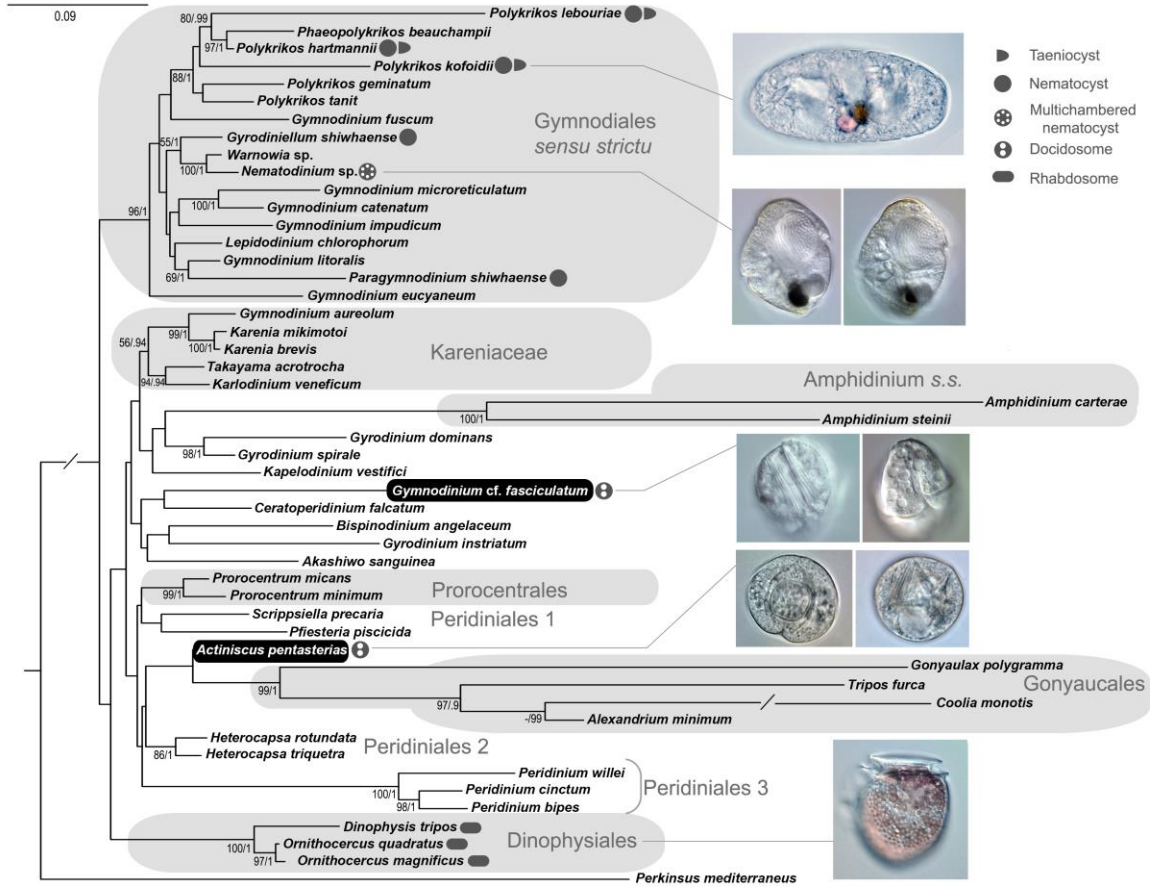 0.09
80/.99
Polykrikos lebouriae
Phaeopolykrikos beauchampii
97/1
Polykrikos hartmannii
Polykrikos kofoidii
88/1
Polykrikos geminatum
Polykrikos tanit
Gymnodinium fuscum
Gyrodiniellum shiwhaense
55/1
Warnowia sp.
100/1
Nematodinium sp.
Gymnodinium microreticulatum
100/1
Gymnodinium catenatum
96/1
Gymnodinium impudicum
Lepidodinium chlorophorum
Gymnodinium litoralis
69/1
Paragymnodinium shiwhaense
Gymnodinium eucyaneum
Gymnodiales
sensu strictu
Taeniocyst
Nematocyst
Multichambered
nematocyst
Docidosome
Rhabdosome
Gymnodinium aureolum
99/1
Karenia mikimotoi
56/.94
100/1
Karenia brevis
Takayama acrotrocha
94/.94
Karlodinium veneficum
Kareniaceae
Amphidinium s.s.
Amphidinium carterae
100/1
Amphidinium steinii
Gyrodinium dominans
98/1
Gyrodinium spirale
Kapelodinium vestifici
Gymnodinium cf. fasciculatum
Ceratoperidinium falcatum
Bispinodinium angelaceum
Gyrodinium instriatum
Akashiwo sanguinea
Prorocentrum micans
99/1
Prorocentrum minimum
Prorocentrales
Scrippsiella precaria
Peridiniales 1
Pfiesteria piscicida
Actiniscus pentasterias
Gonyaulax polygramma
99/1
Tripos furca
Gonyaucales
97/.9
Coolia monotis
-/99
Alexandrium minimum
Heterocapsa rotundata
Peridiniales 2
86/1
Heterocapsa triquetra
Peridinium willei
100/1
Peridinium cinctum
Peridiniales 3
98/1
Peridinium bipes
Dinophysis tripos
100/1
Ornithocercus quadratus
Dinophysiales
97/1
Ornithocercus magnificus
Perkinsus mediterraneus